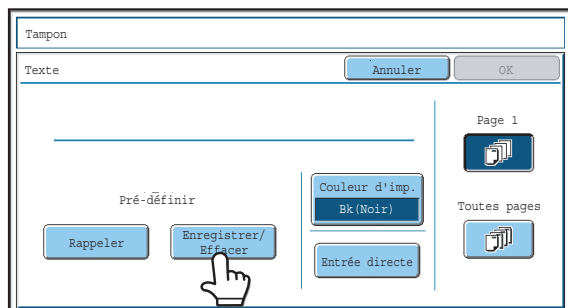 Tampon
Texte
Annuler
OK
Page 1
Couleur d'imp.
Bk(Noir)
Pré-définir
Toutes pages
Rappeler
Enregistrer/
Effacer
Entrée directe